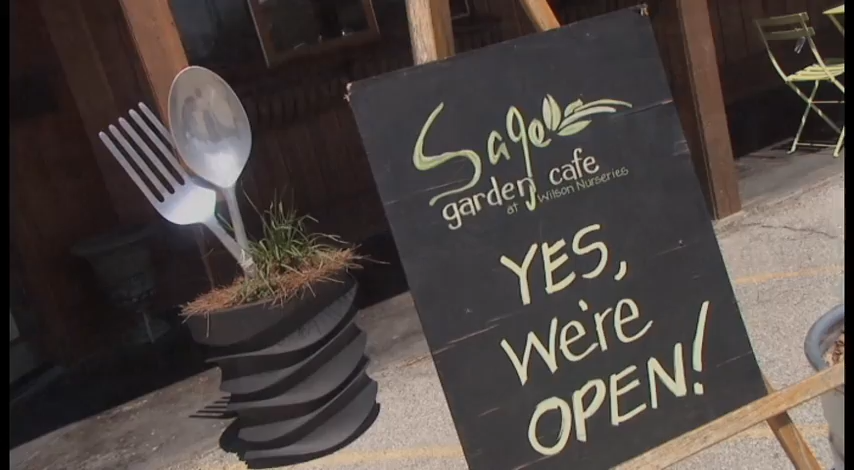 Sage
garden cafe
at Wilson Nurseries
YES,
We're
OPEN!